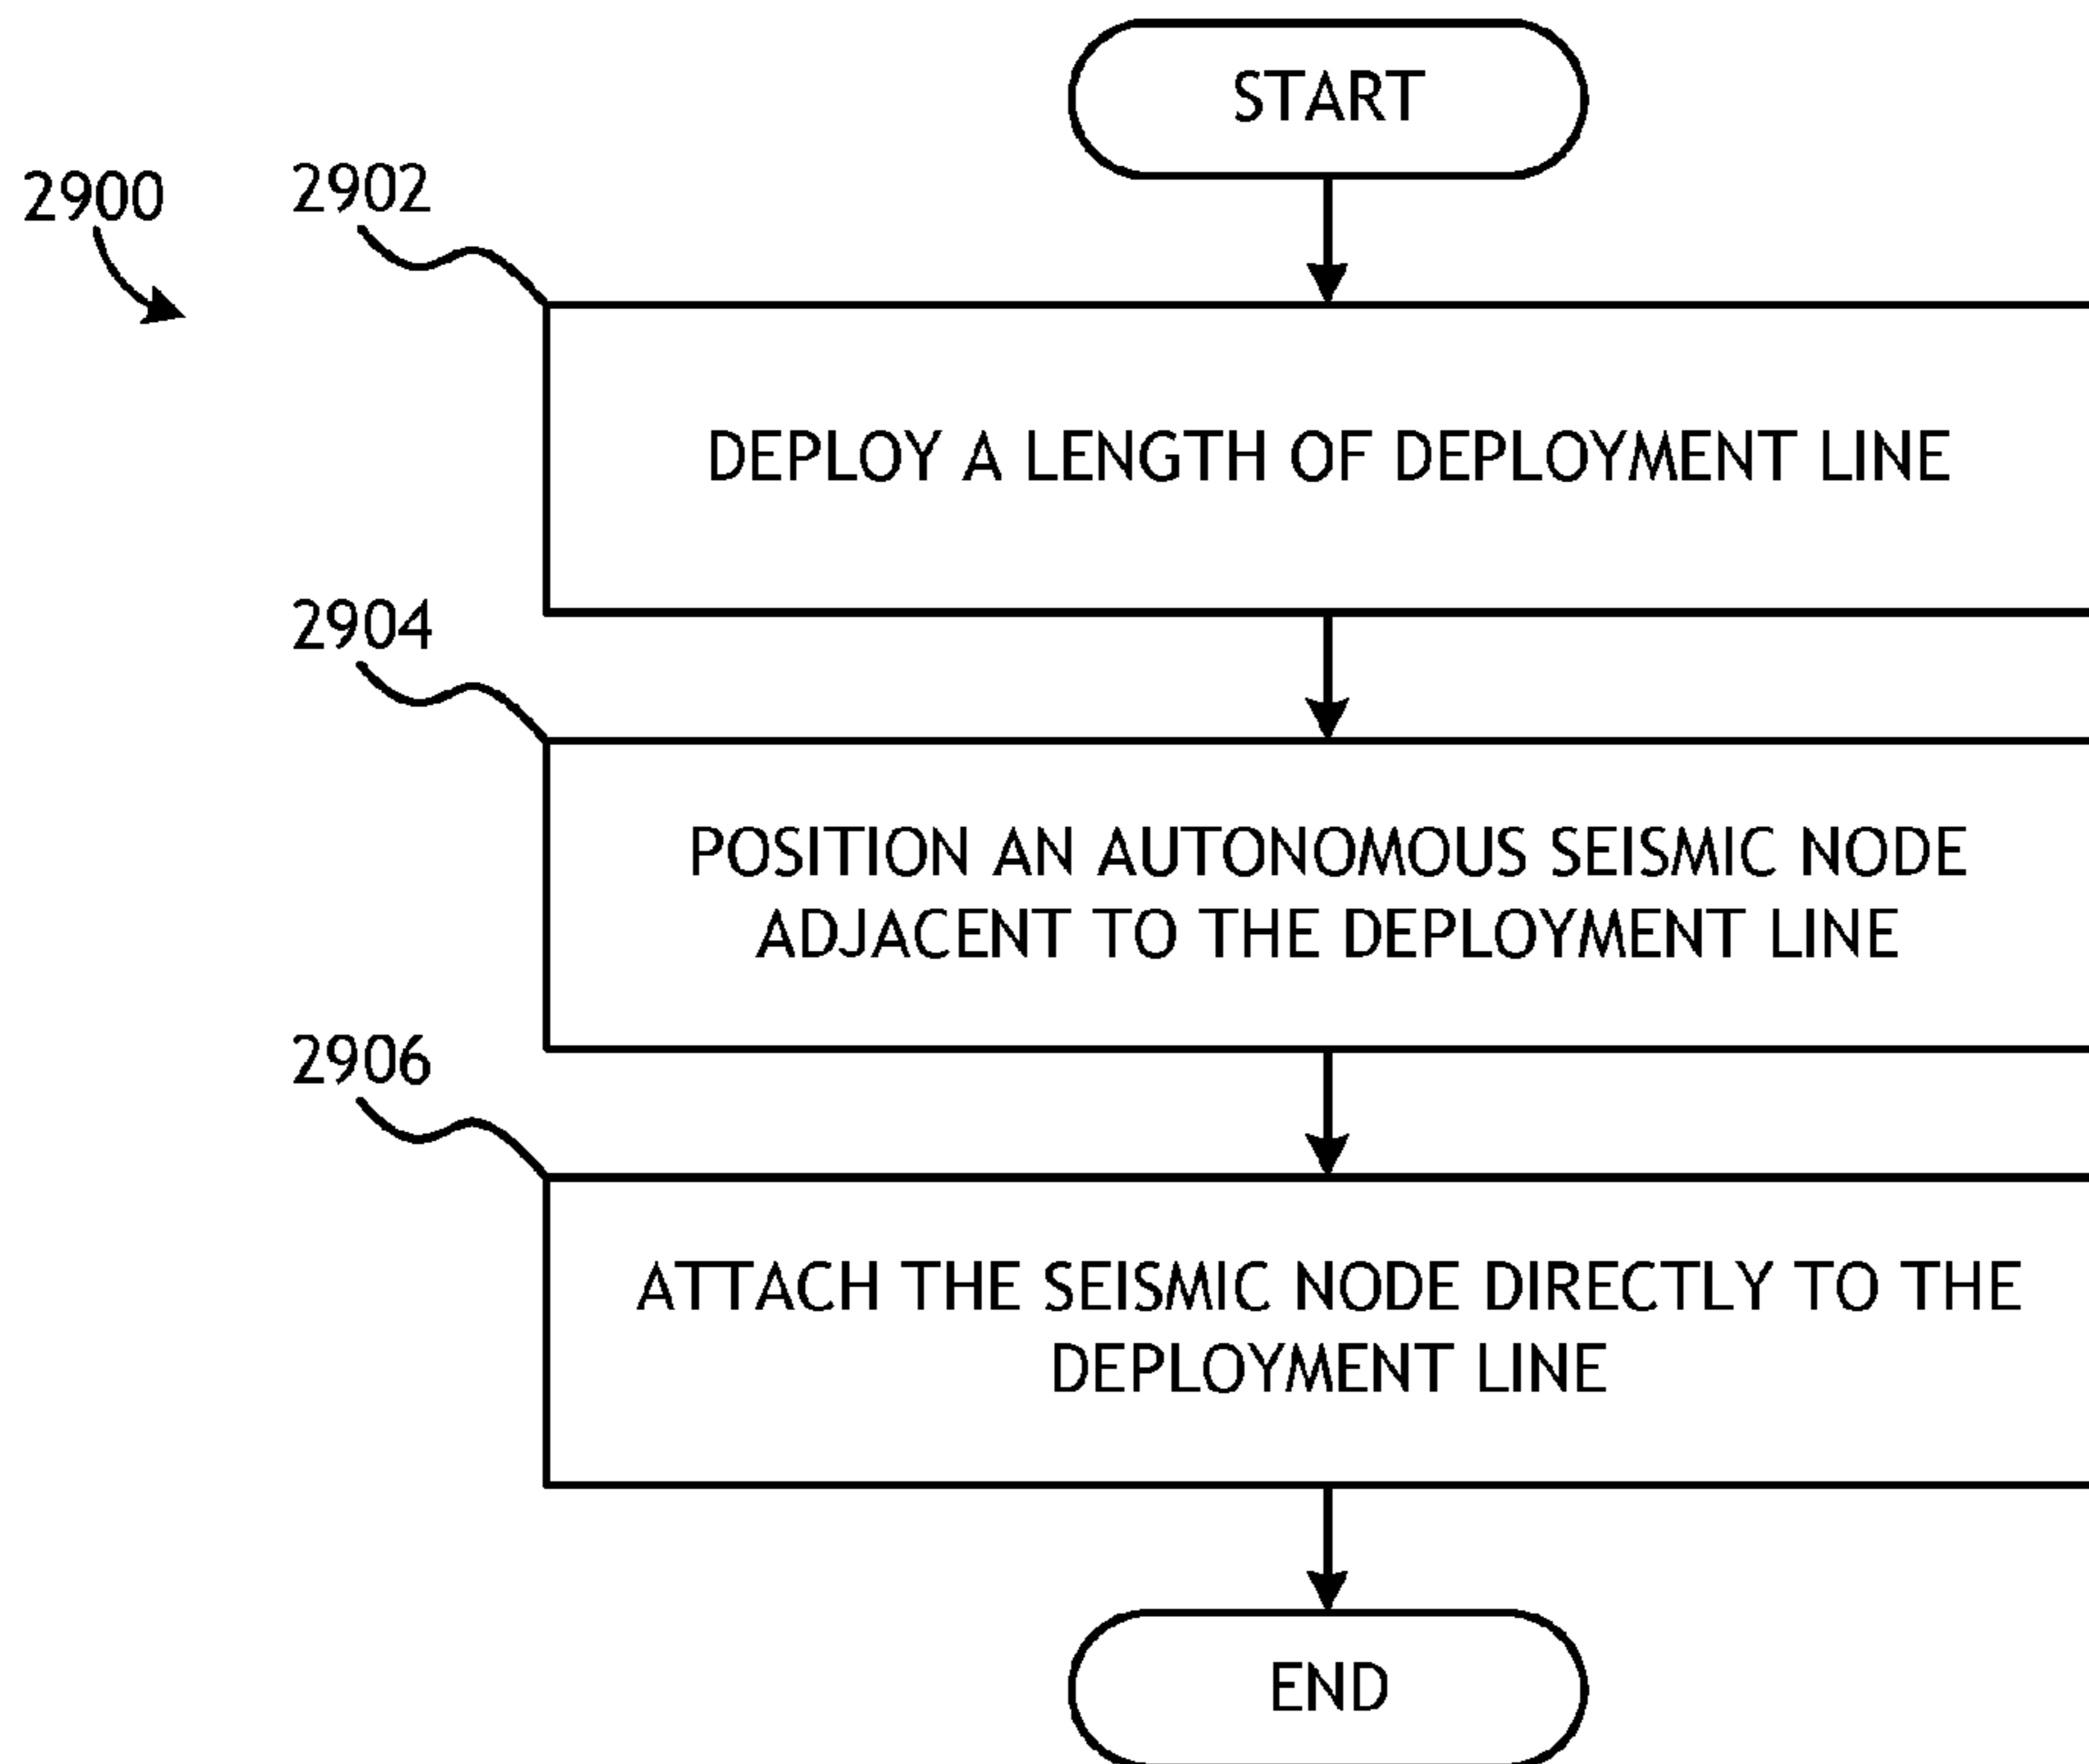 START
2900
2902
DEPLOY A LENGTH OF DEPLOYMENT LINE
2904
POSITION AN AUTONOMOUS SEISMIC NODE
ADJACENT TO THE DEPLOYMENT LINE
2906
ATTACH THE SEISMIC NODE DIRECTLY TO THE
DEPLOYMENT LINE
END